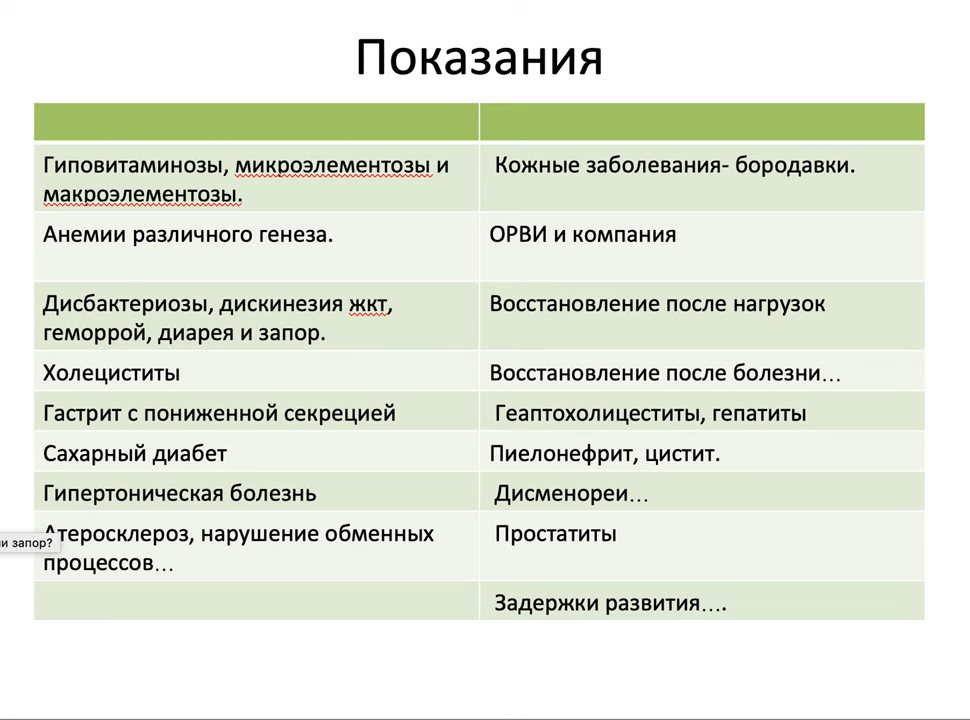 Показания
Гиповитаминозы, микроэлементозы и
макроэлементозы.
Кожные заболевания- бородавки.
Анемии различного генеза.
ОРВИ и компания
Дисбактериозы, дискинезия жкт,
геморрой, диарея и запор.
Восстановление после нагрузок
Холециститы
Восстановление после болезни…
Гастрит с пониженной секрецией
Геаптохолицеститы, гепатиты
Сахарный диабет
Пиелонефрит, цистит.
Гипертоническая болезнь
Дисменореи…
Атеросклероз, нарушение обменных
процессов…
Простатиты
и запор?
Задержки развития….